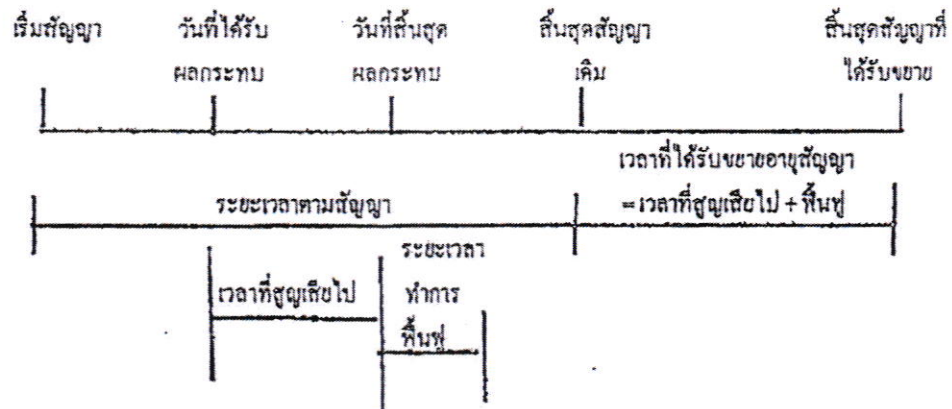 เริ่มสัญญา
วันที่ได้รับ
ผลกระทบ
วันที่สิ้นสุด
ผลกระทบ
สิ้นสุดสัญญา
เดิม
สิ้นสุดสัญญาที่
ได้รับขยาย
เวลาที่ได้รับขยายอายุสัญญา
=เวลาที่สูญเสียไป + ฟื้นฟู
ระยะเวลาตามสัญญา
เวลาที่สูญเสียไป
ระยะเวลา
ทำการ
ฟื้นฟู